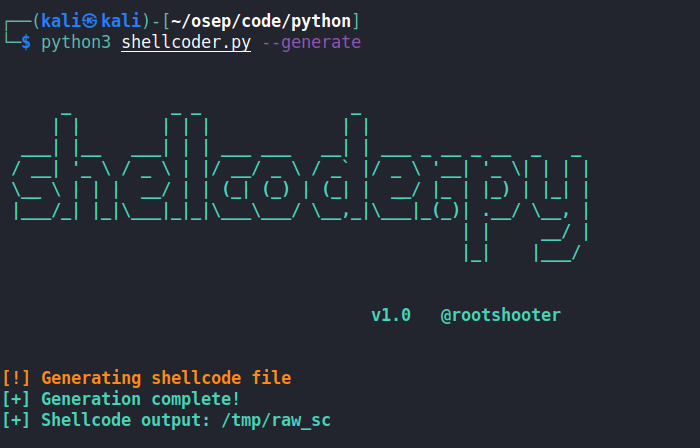 ┌──(kali㉿kali)-[~/osep/code/python]
└─$ python3 shellcoder.py --generate
shellcoder.py
v1.0 @rootshooter
[!] Generating shellcode file
[+] Generation complete!
[+] Shellcode output: /tmp/raw_sc